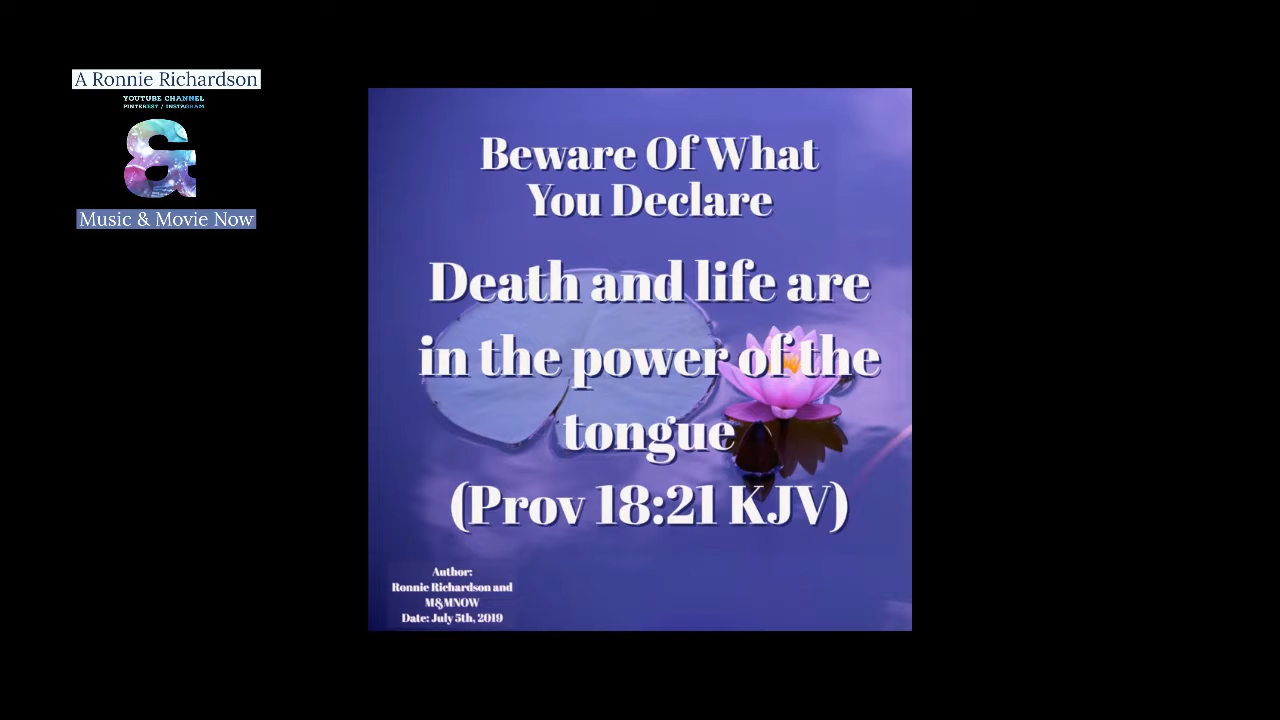 A Ronnie Richardson
YOUTUBE CHANNEL
PINTEREST / INSTAGRAM
&
Music & Movie Now
Beware Of What
You Declare
Death and life are
in the power of the
tongue
(Prov 18:21 KJV)
Author:
Ronnie Richardson and
M&MNOW
Date: July 5th, 2019